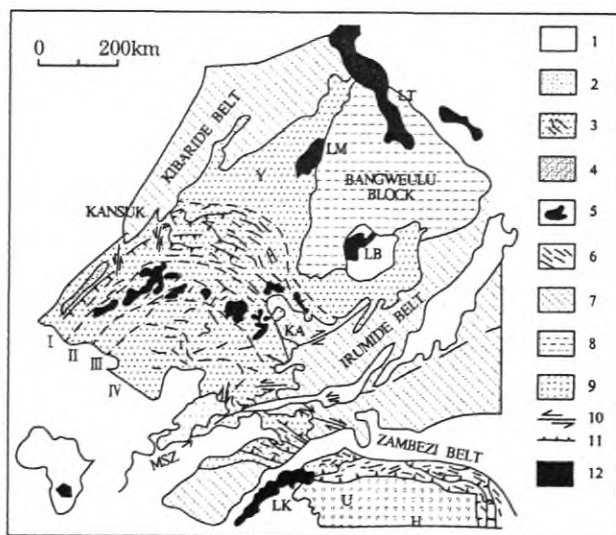 0 200km
KIBARIDE BELT
LT
LM
Y
BANGWEULU
BLOCK
KANSUK
LB
KA
IRUMIDE BELT
I
II
III
IV
MSZ
ZAMBEZI BELT
LK
U
H
1
2
3
4
5
6
7
8
9
10
11
12